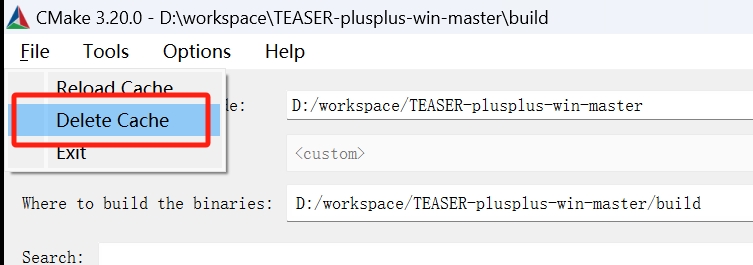 CMake 3.20.0 - D:\workspace\TEASER-plusplus-win-master\build
File Tools Options Help
Reload Cache
de: D:/workspace/TEASER-plusplus-win-master
Delete Cache
Exit
<custom>
Where to build the binaries: D:/workspace/TEASER-plusplus-win-master/build
Search: